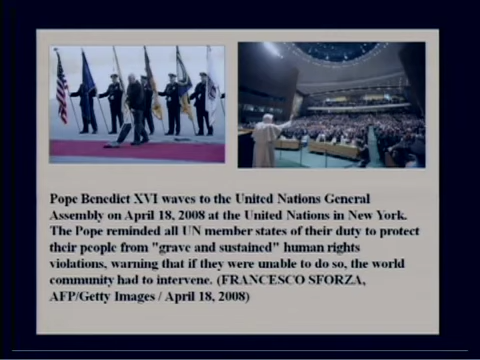 Pope Benedict XVI waves to the United Nations General
Assembly on April 18, 2008 at the United Nations in New York.
The Pope reminded all UN member states of their duty to protect
their people from "grave and sustained" human rights
violations, warning that if they were unable to do so, the world
community had to intervene. (FRANCESCO SFORZA,
AFP/Getty Images / April 18, 2008)